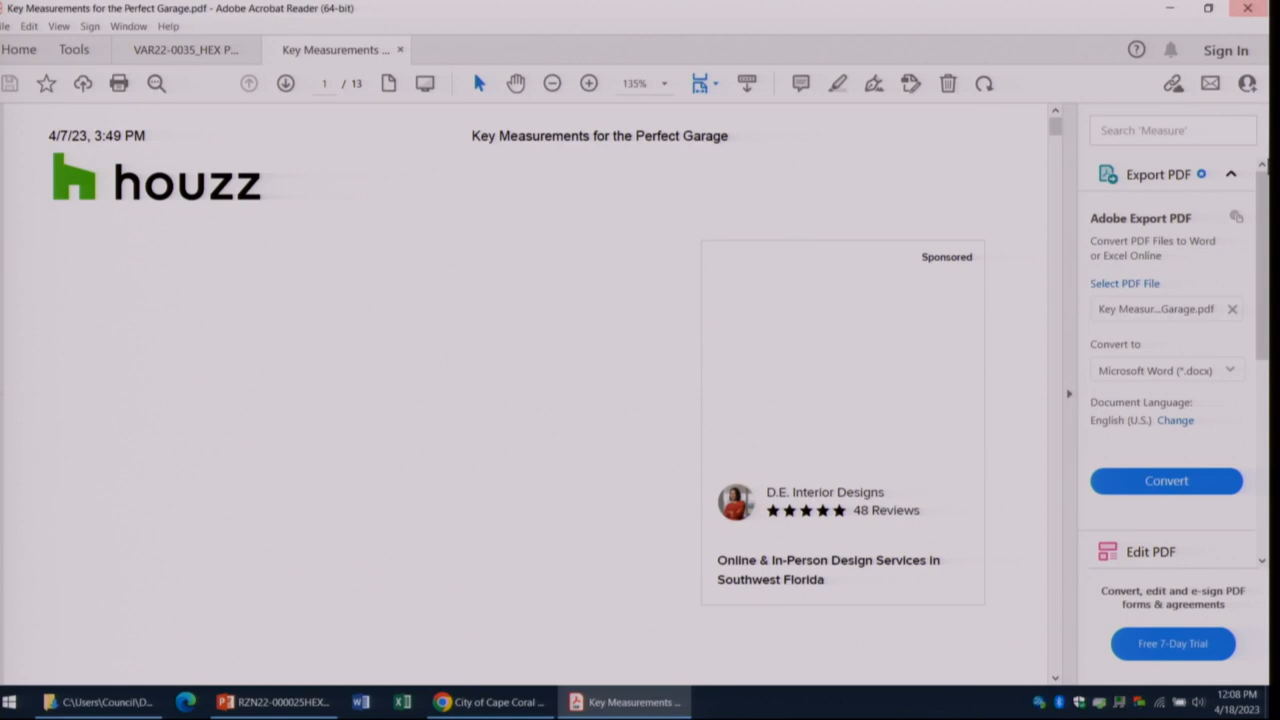 Key Measurements for the Perfect Garage.pdf - Adobe Acrobat Reader (64-bit)
Edit View Sign Window Help
Home Tools VAR22-0035_HEX P... Key Measurements ... × Sign In
1 / 13 135%
4/7/23, 3:49 PM Key Measurements for the Perfect Garage
houzz
Sponsored
D.E. Interior Designs
★★★★★ 48 Reviews
Online & In-Person Design Services in
Southwest Florida
Search 'Measure'
Export PDF
Adobe Export PDF
Convert PDF Files to Word
or Excel Online
Select PDF File
Key Measur...Garage.pdf
Convert to
Microsoft Word (*.docx)
Document Language:
English (U.S.) Change
Convert
Edit PDF
Convert, edit and e-sign PDF
forms & agreements
Free 7-Day Trial
C:\Users\Council\D... RZN22-000025HEX... City of Cape Coral ... Key Measurements ...
12:08 PM
4/18/2023